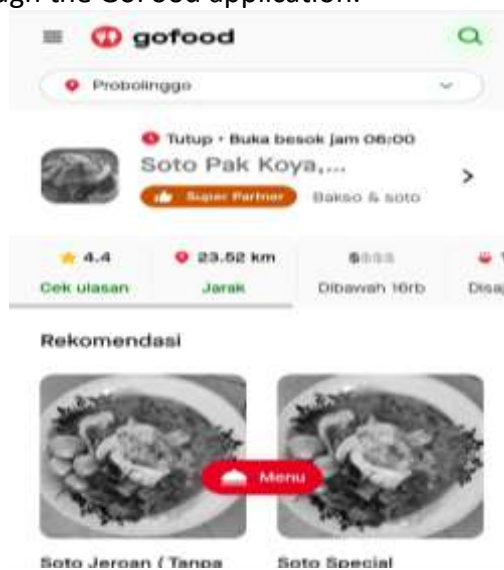 ugh the GoFood application.
gofood
Probolinggo
Tutup • Buka besok jam 06:00
Soto Pak Koya,...
Super Partner Bakso & soto
4.4 23.52 km $$$$
Cek ulasan Jarak Dibawah 16rb
Rekomendasi
Menu
Soto Jeroan ( Tanpa Soto Special